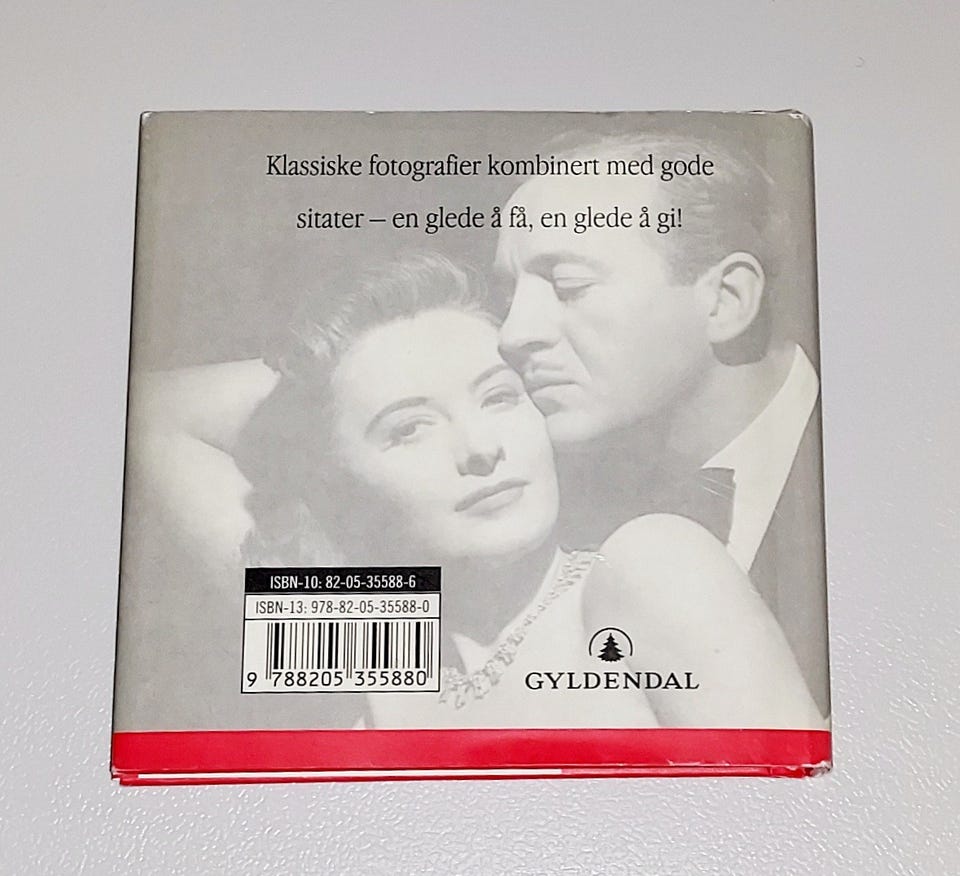 Klassiske fotografier kombinert med gode
sitater – en glede å få, en glede å gi!
ISBN-10: 82-05-35588-6
ISBN-13: 978-82-05-35588-0
9 788205 355880
GYLDENDAL